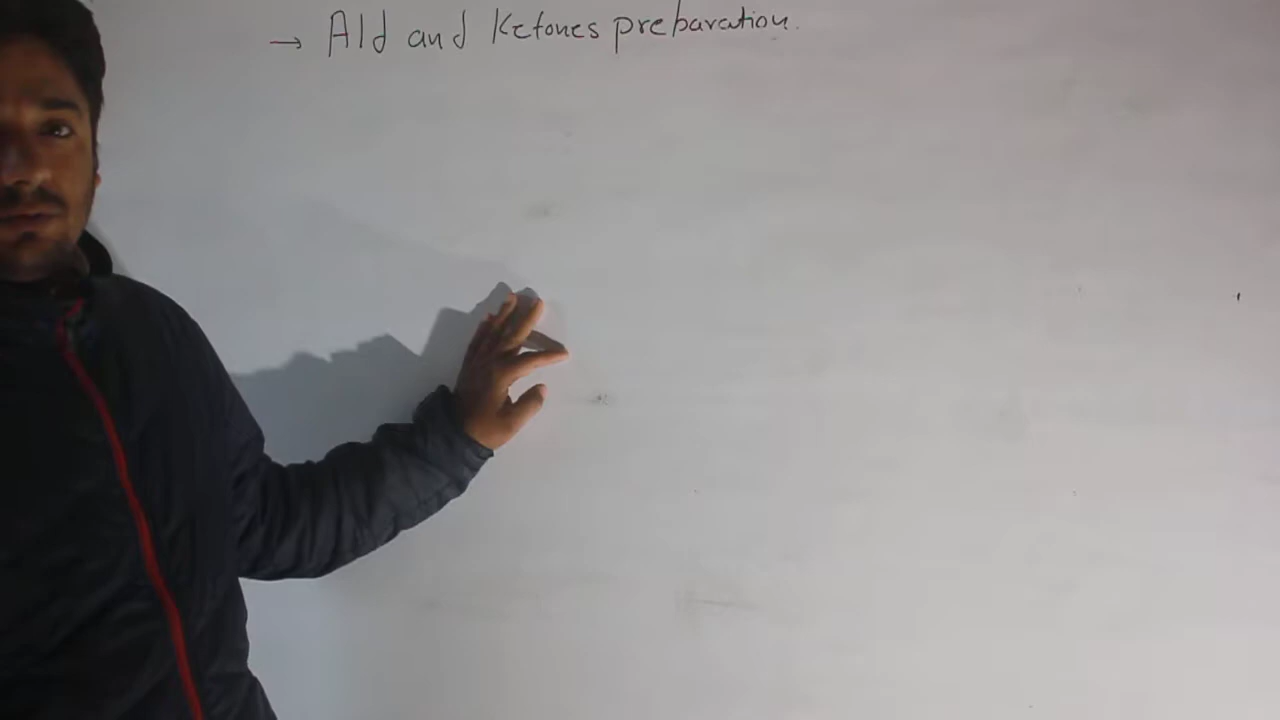 → Ald and Ketones preparation.